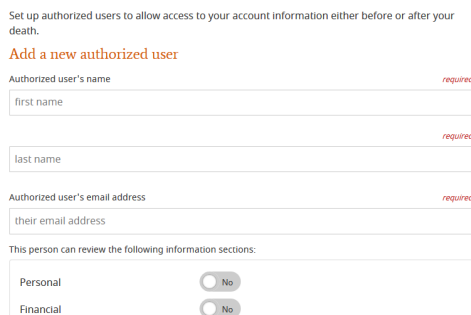 Set up authorized users to allow access to your account information either before or after your
death.
Add a new authorized user
Authorized user's name required
first name
required
last name
Authorized user's email address required
their email address
This person can review the following information sections:
Personal No
Financial No